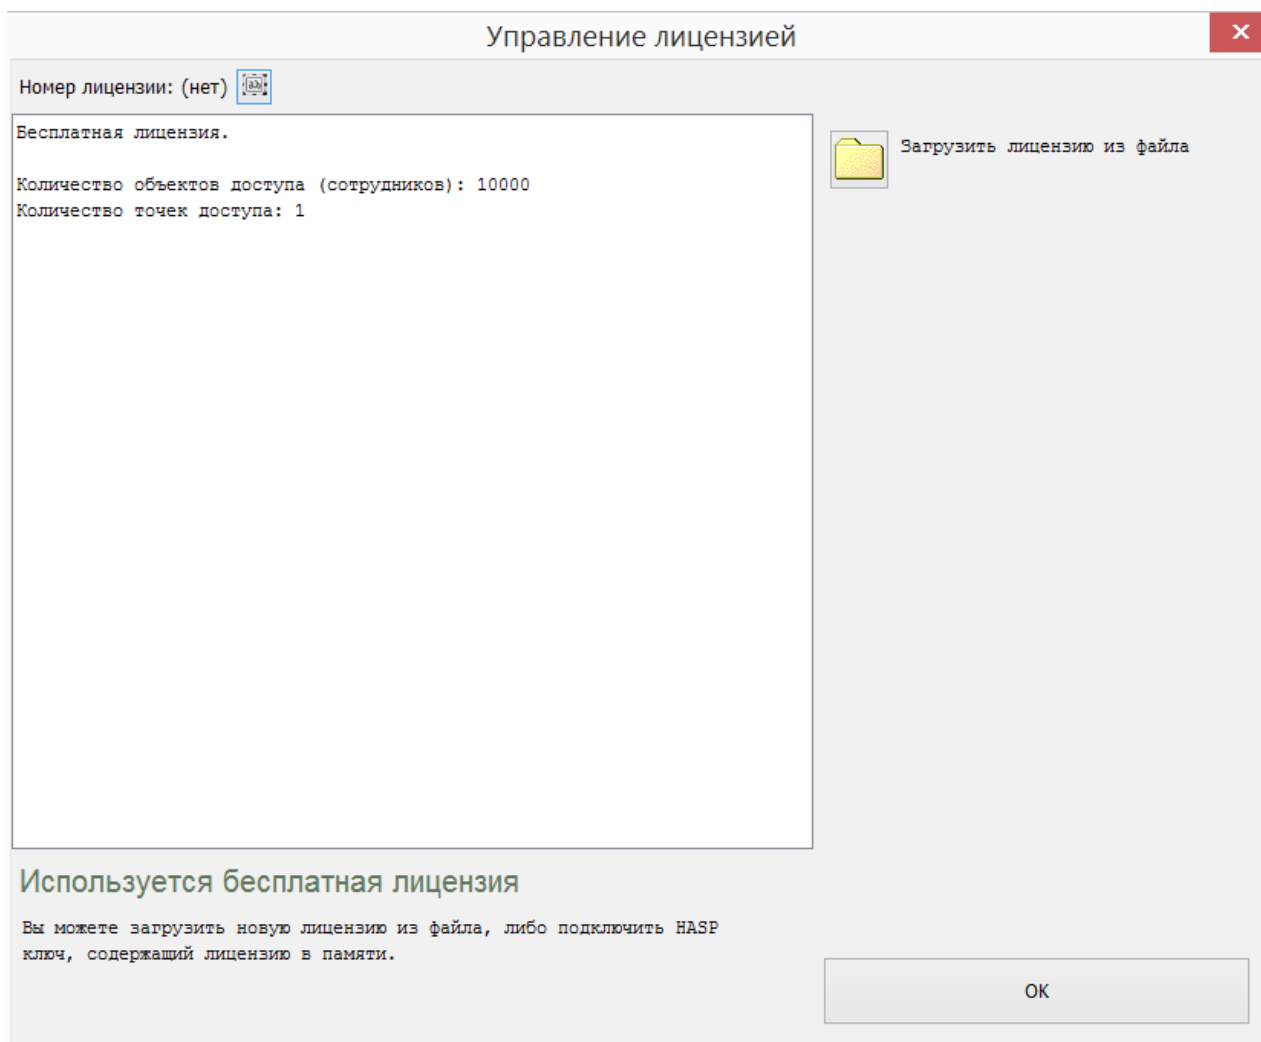 Управление лицензией
Номер лицензии: (нет)
Бесплатная лицензия.
Количество объектов доступа (сотрудников): 10000
Количество точек доступа: 1
Загрузить лицензию из файла
Используется бесплатная лицензия
Вы можете загрузить новую лицензию из файла, либо подключить HASP
ключ, содержащий лицензию в памяти.
ОК